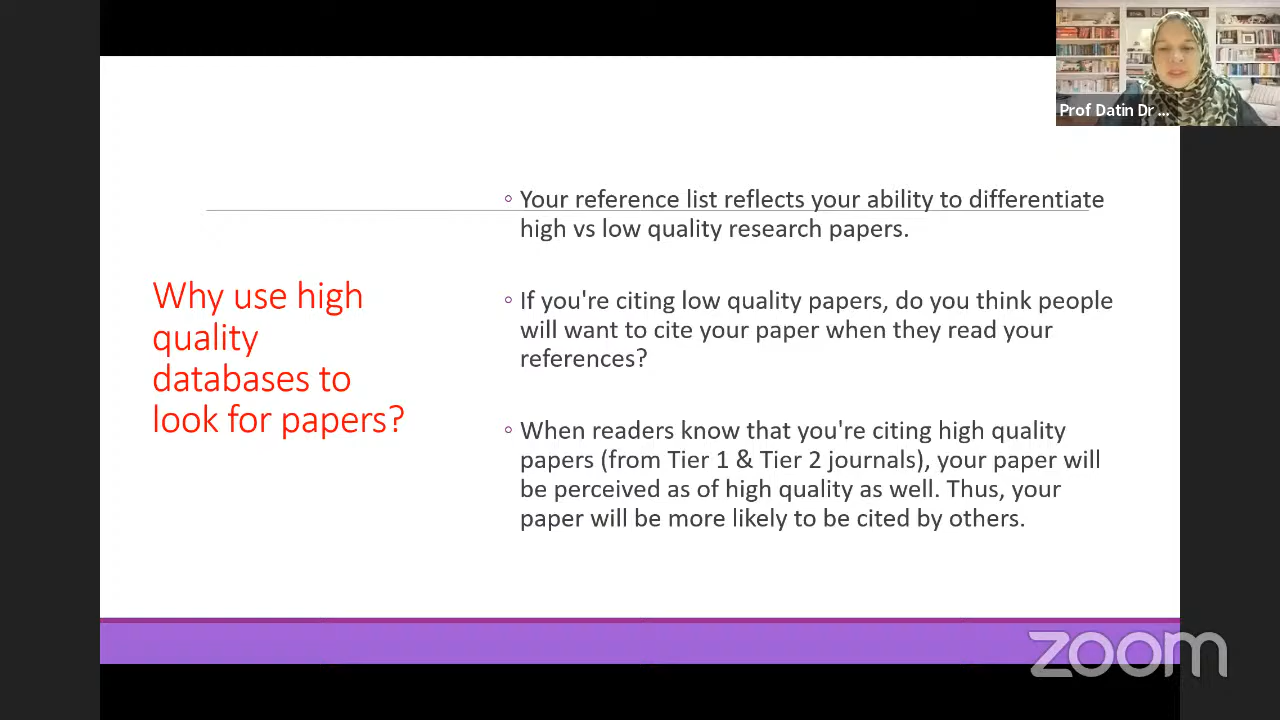 Prof Datin Dr ...
Why use high
quality
databases to
look for papers?
◦ Your reference list reflects your ability to differentiate
high vs low quality research papers.
◦ If you're citing low quality papers, do you think people
will want to cite your paper when they read your
references?
◦ When readers know that you're citing high quality
papers (from Tier 1 & Tier 2 journals), your paper will
be perceived as of high quality as well. Thus, your
paper will be more likely to be cited by others.
zoom